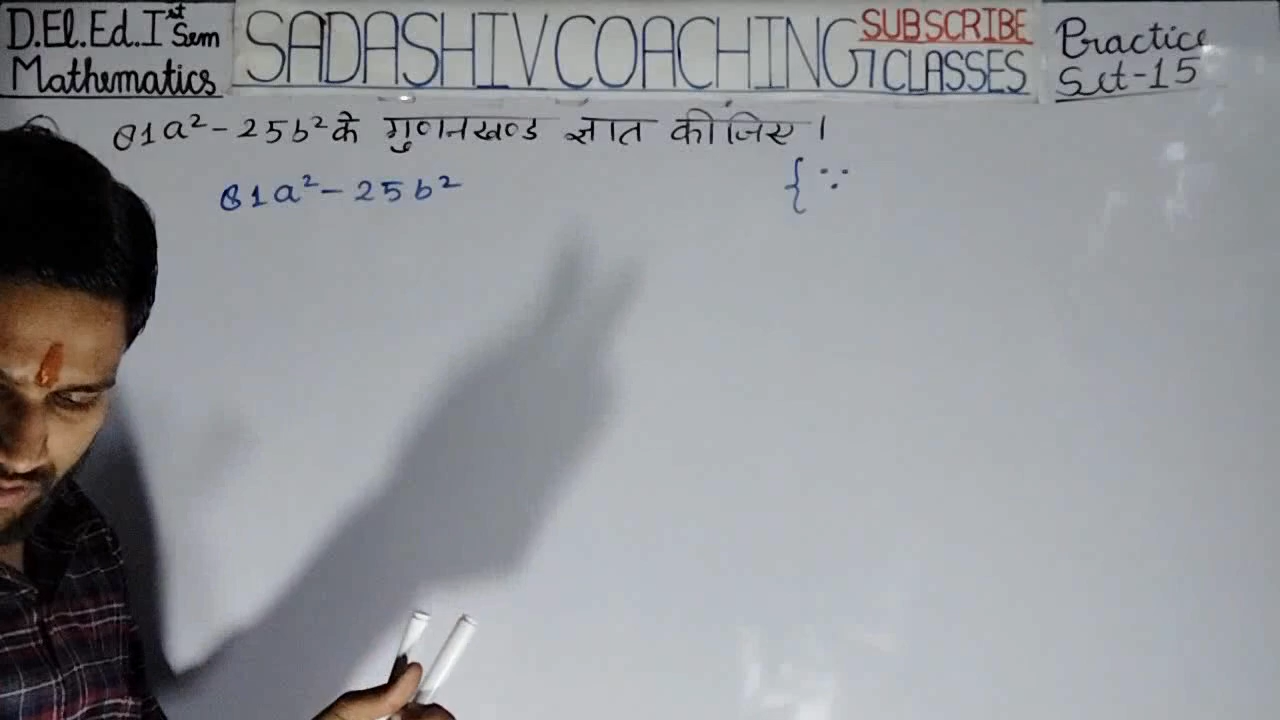 D.El.Ed. Ist Sem
Mathematics
SADASHIV COACHING CLASSES
SUBSCRIBE
Practice
Set-15
81a²-25b² के गुणनखण्ड ज्ञात कीजिए।
81a²-25b²
{∵